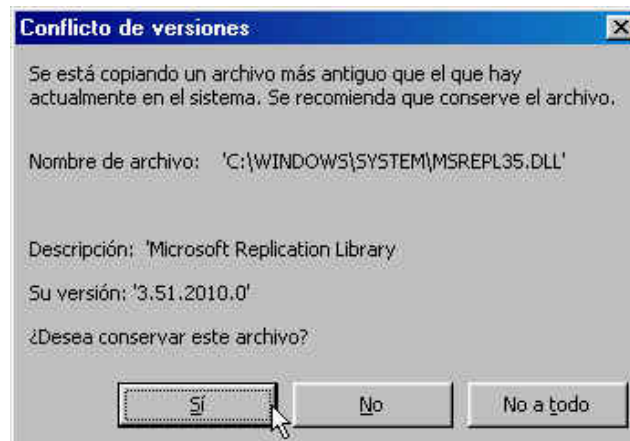 Conflicto de versiones
Se está copiando un archivo más antiguo que el que hay
actualmente en el sistema. Se recomienda que conserve el archivo.
Nombre de archivo: 'C:\WINDOWS\SYSTEM\MSREPL35.DLL'
Descripción: 'Microsoft Replication Library
Su versión: '3.51.2010.0'
¿Desea conservar este archivo?
Sí No No a todo